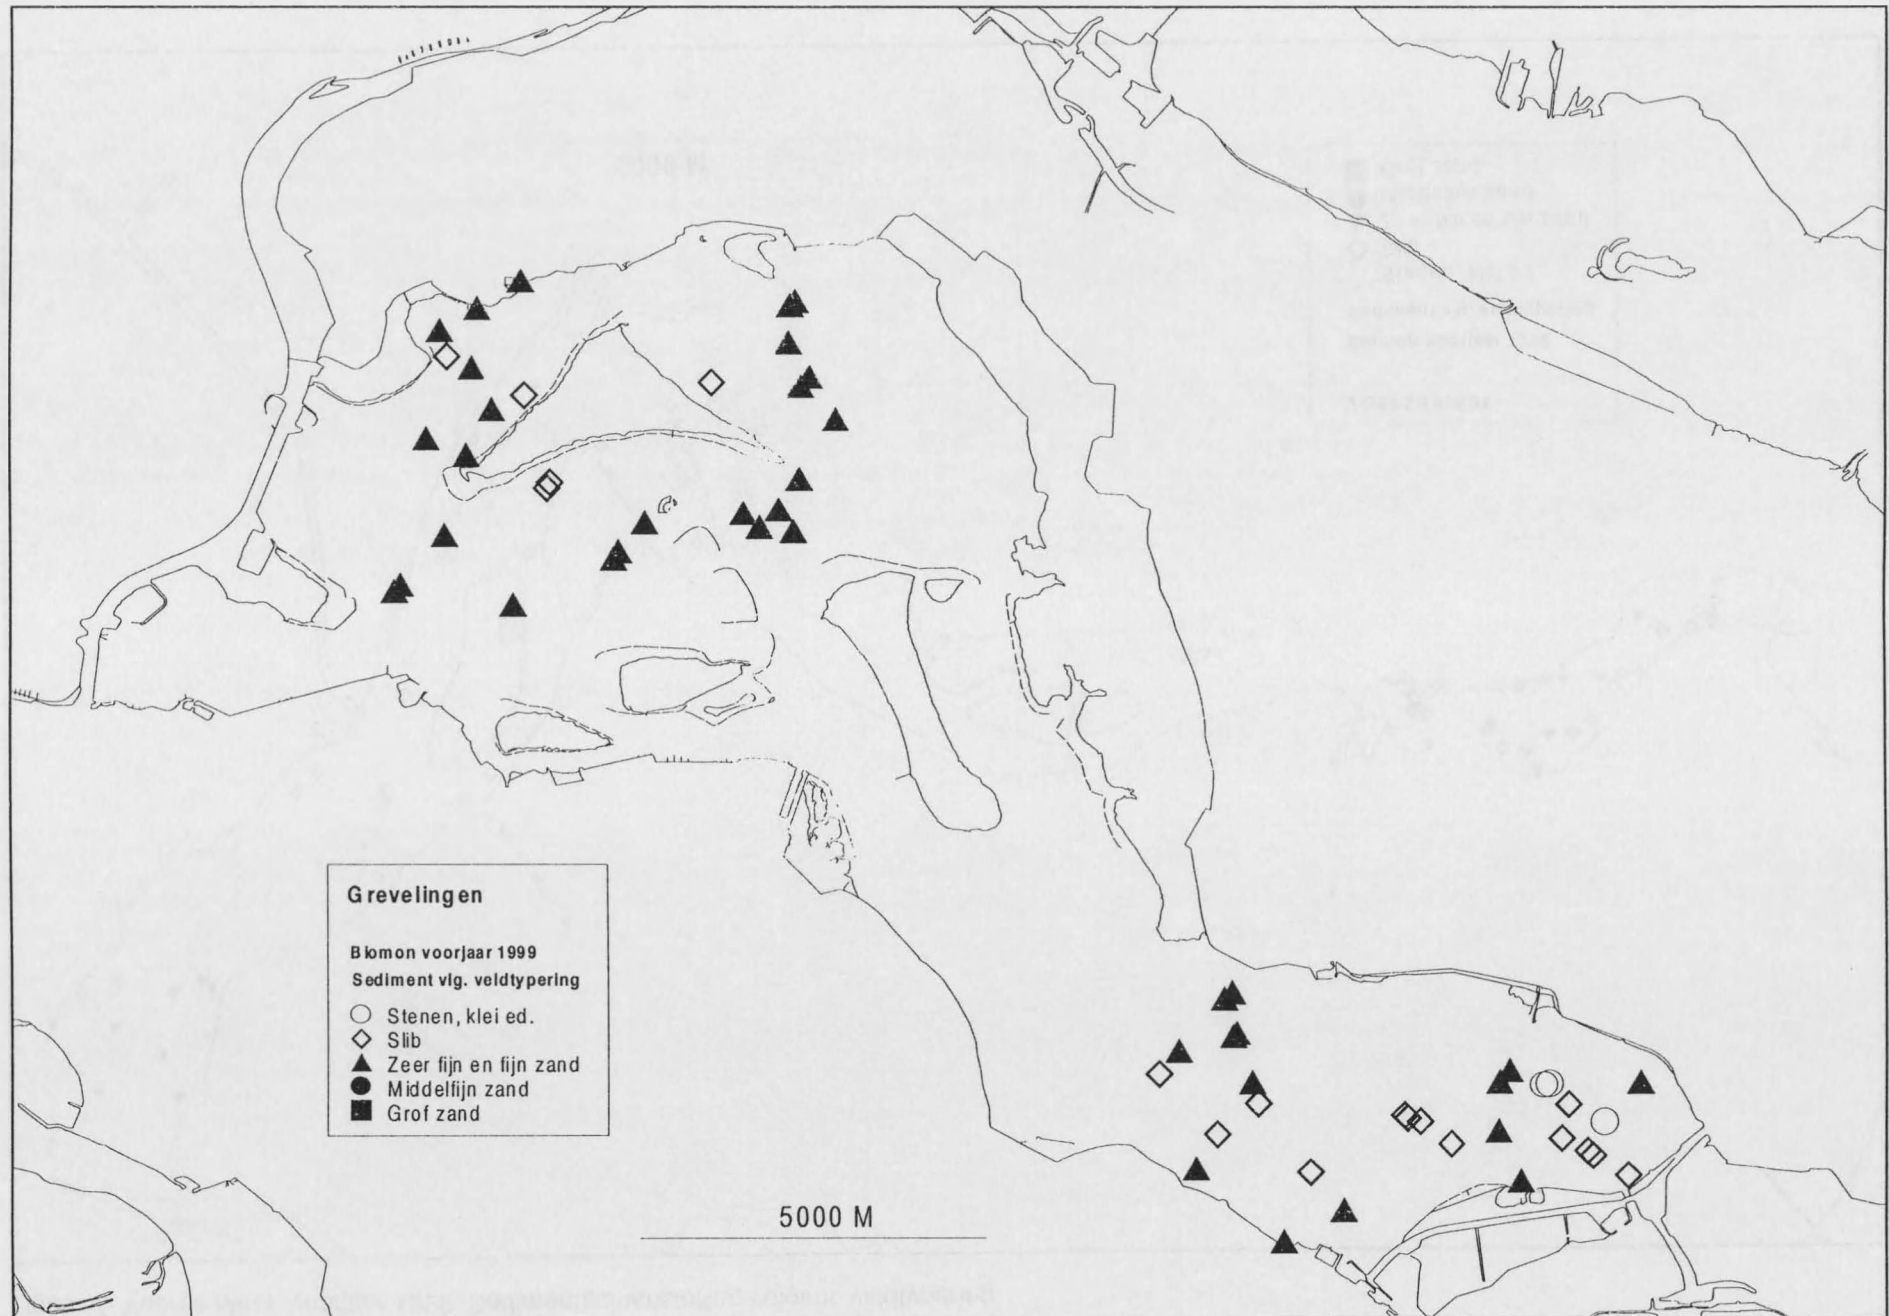 Grevelingen
Biomon voorjaar 1999
Sediment vlg. veldtypering
Stenen, klei ed.
Slib
Zeer fijn en fijn zand
Middelfijn zand
Grof zand
5000 M